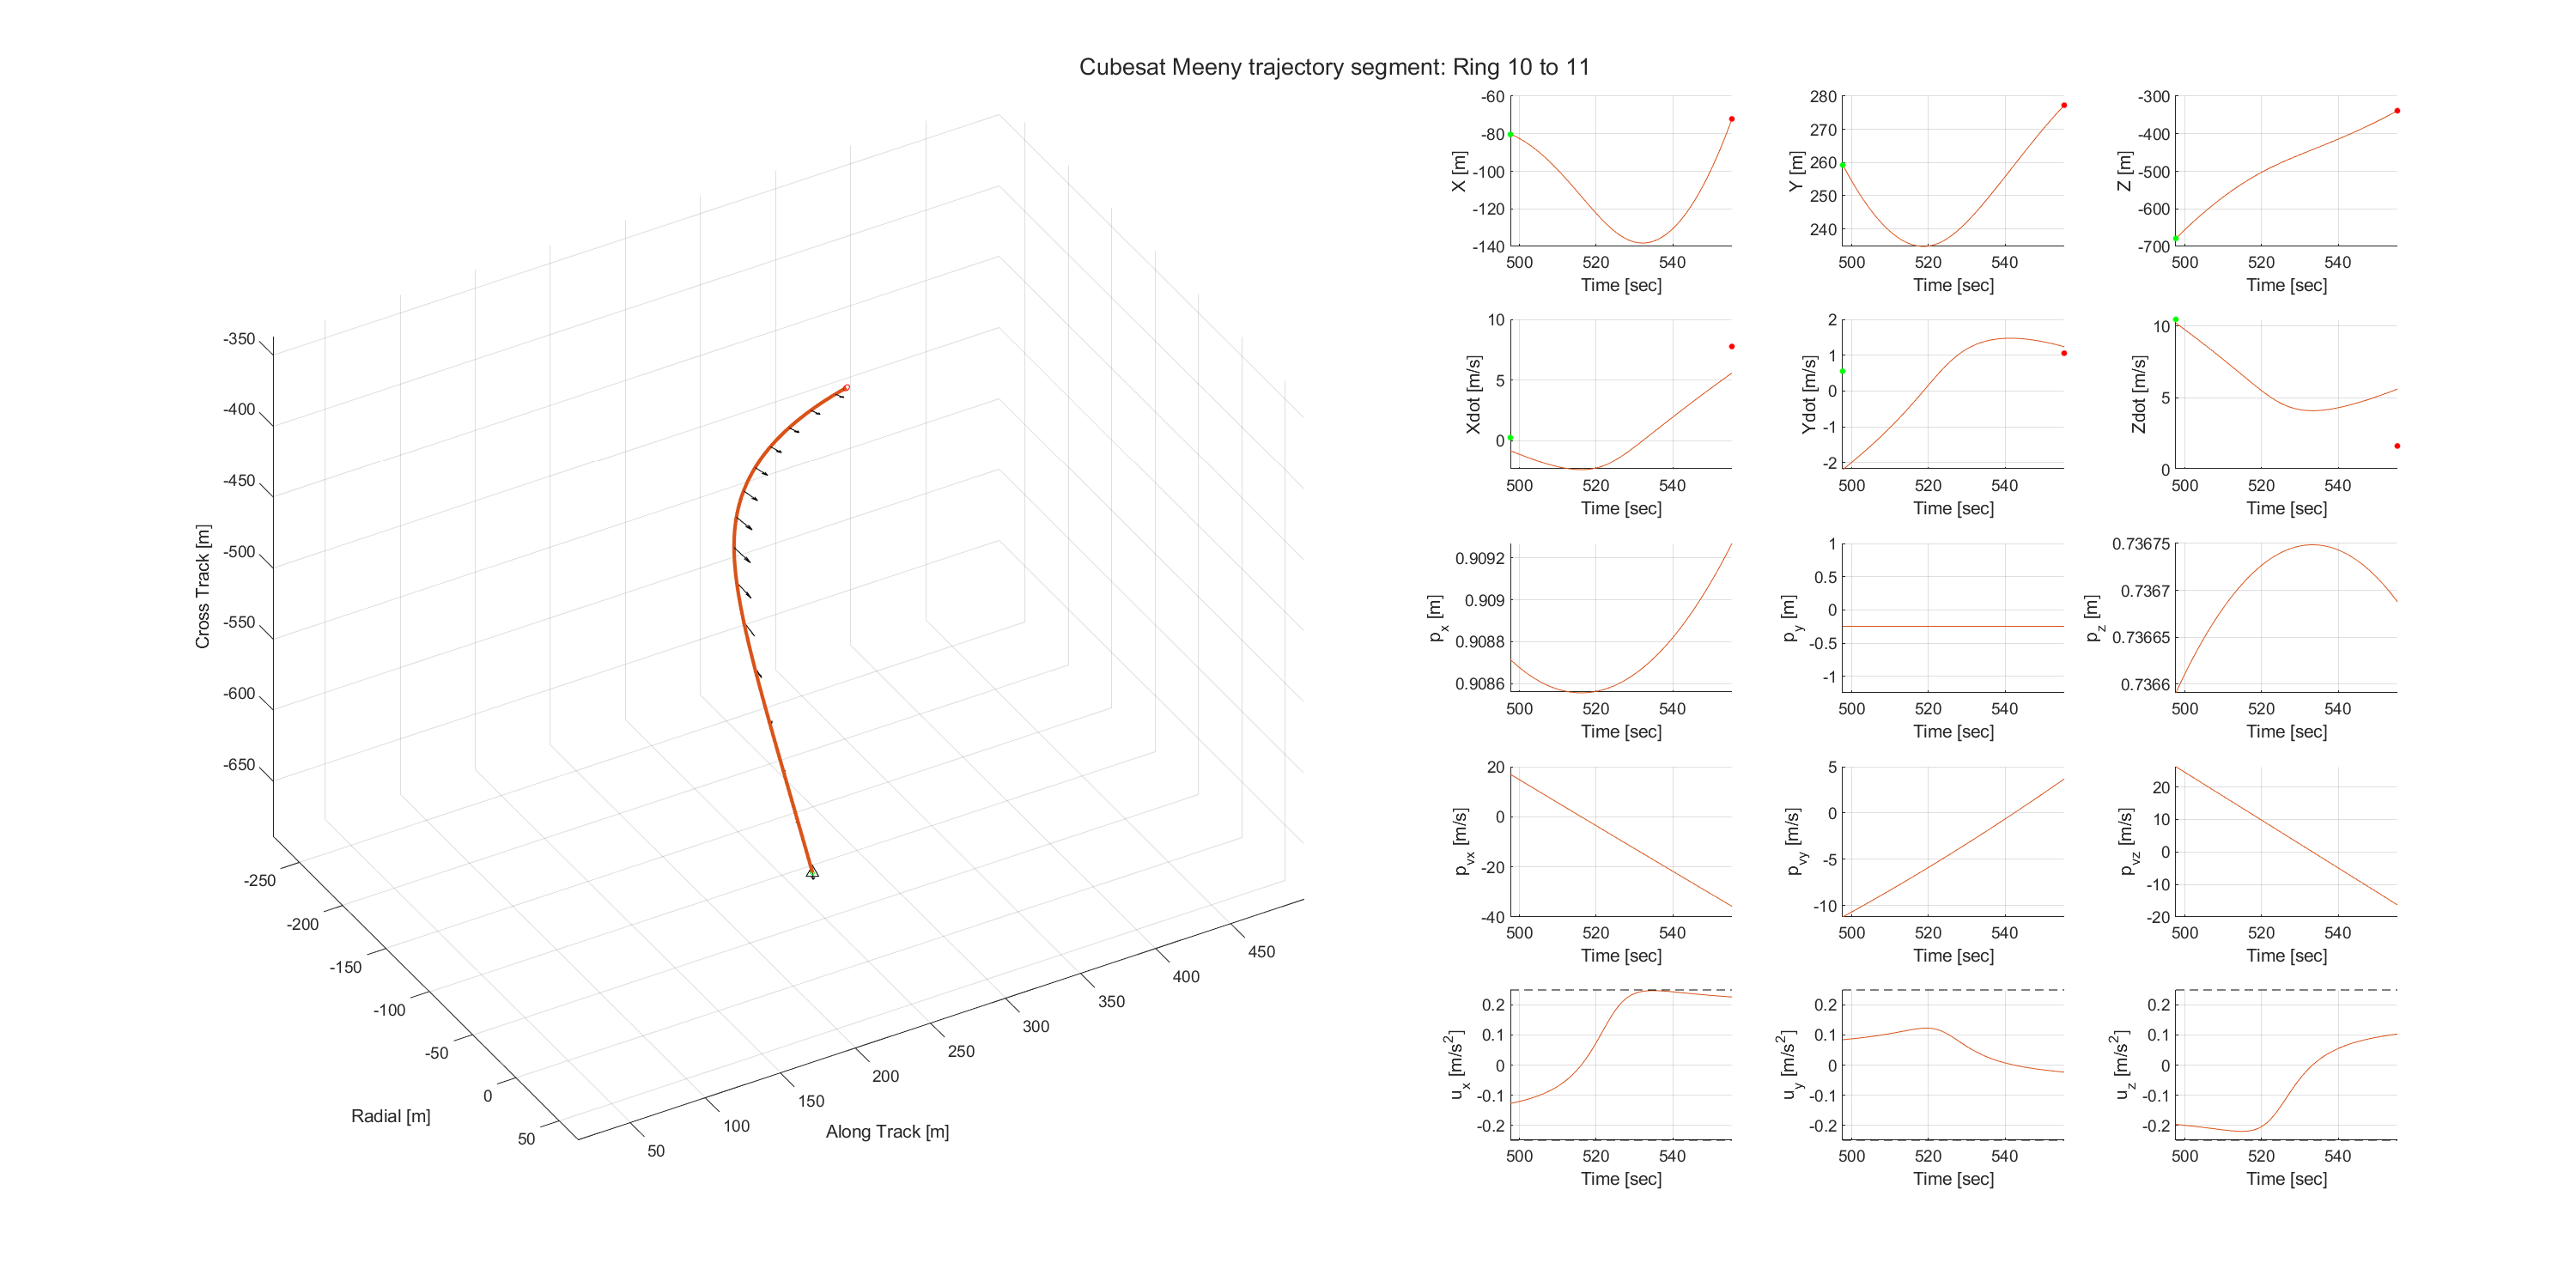 Cubesat Meeny trajectory segment: Ring 10 to 11
-350
-400
-450
-500
-550
-600
-650
Cross Track [m]
-250
-200
-150
-100
-50
0
50
Radial [m]
50
100
150
200
250
300
350
400
450
Along Track [m]
-60
-80
-100
-120
-140
X [m]
500 520 540
Time [sec]
280
270
260
250
240
Y [m]
500 520 540
Time [sec]
-300
-400
-500
-600
-700
Z [m]
500 520 540
Time [sec]
10
5
0
Xdot [m/s]
500 520 540
Time [sec]
2
1
0
-1
-2
Ydot [m/s]
500 520 540
Time [sec]
10
5
0
Zdot [m/s]
500 520 540
Time [sec]
0.9092
0.909
0.9088
0.9086
p_x [m]
500 520 540
Time [sec]
1
0.5
0
-0.5
-1
p_y [m]
500 520 540
Time [sec]
0.73675
0.7367
0.73665
0.7366
p_z [m]
500 520 540
Time [sec]
20
0
-20
-40
p_vx [m/s]
500 520 540
Time [sec]
5
0
-5
-10
p_vy [m/s]
500 520 540
Time [sec]
20
10
0
-10
-20
p_vz [m/s]
500 520 540
Time [sec]
0.2
0.1
0
-0.1
-0.2
u_x [m/s²]
500 520 540
Time [sec]
0.2
0.1
0
-0.1
-0.2
u_y [m/s²]
500 520 540
Time [sec]
0.2
0.1
0
-0.1
-0.2
u_z [m/s²]
500 520 540
Time [sec]